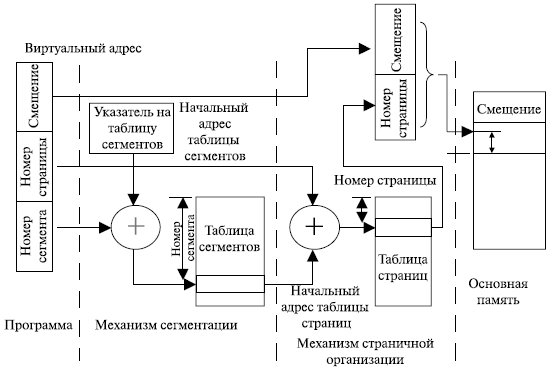 Виртуальный адрес
Смещение
Номер
страницы
Номер
сегмента
Указатель на
таблицу
сегментов
Начальный
адрес
таблицы
сегментов
Смещение
Номер
страницы
Смещение
Номер страницы
Номер
сегмента
Таблица
сегментов
Таблица
страниц
Начальный
адрес таблицы
страниц
Основная
память
Программа
Механизм сегментации
Механизм страничной
организации